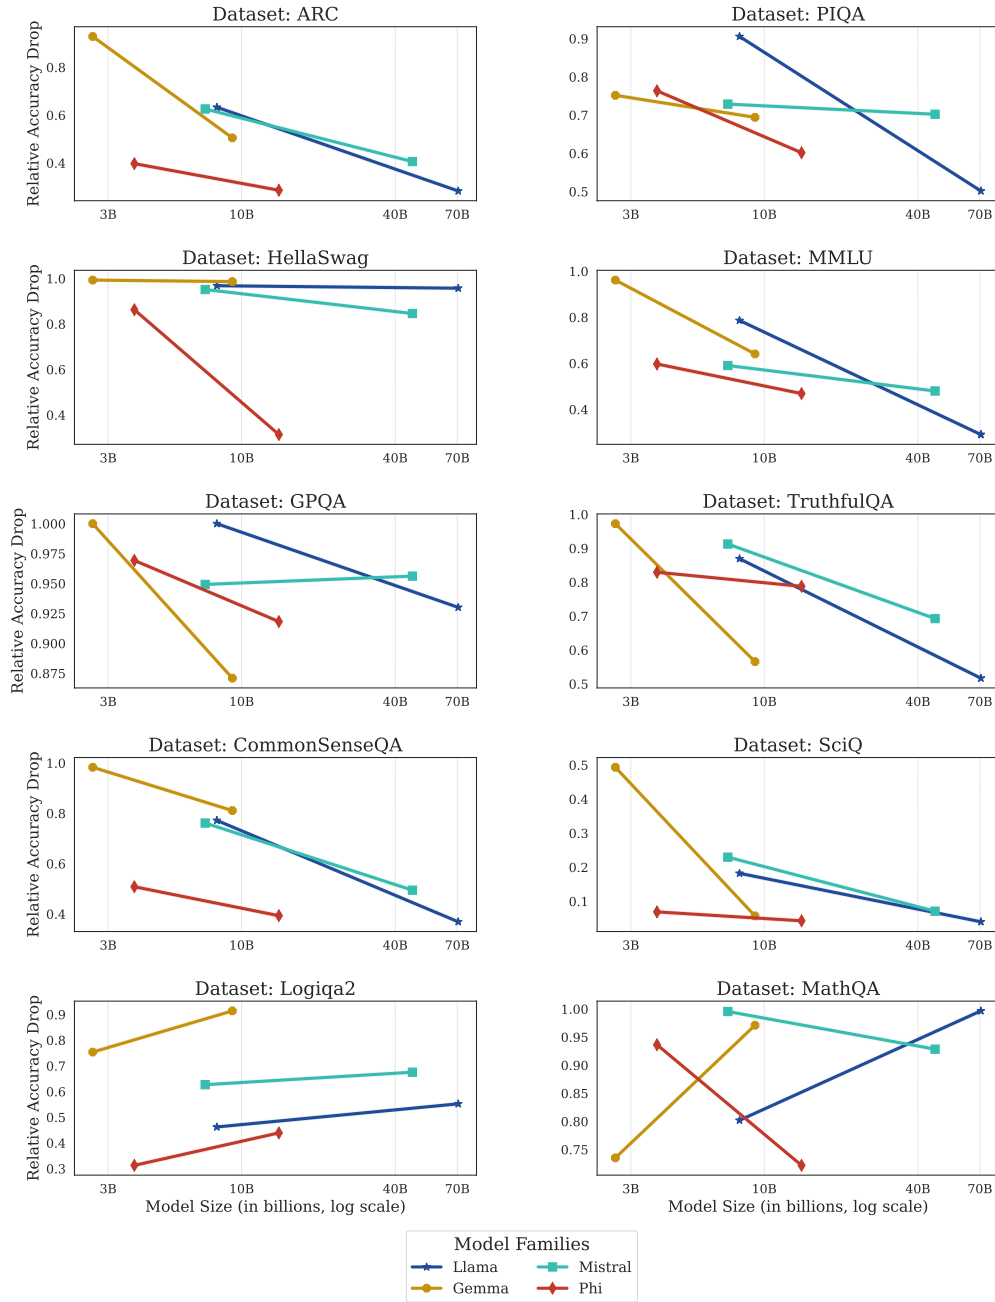 Dataset: ARC
Relative Accuracy Drop
0.8
0.6
0.4
3B
10B
40B
70B
Dataset: PIQA
0.9
0.8
0.7
0.6
0.5
3B
10B
40B
70B
Dataset: HellaSwag
Relative Accuracy Drop
1.0
0.8
0.6
0.4
3B
10B
40B
70B
Dataset: MMLU
1.0
0.8
0.6
0.4
3B
10B
40B
70B
Dataset: GPQA
Relative Accuracy Drop
1.000
0.975
0.950
0.925
0.900
0.875
3B
10B
40B
70B
Dataset: TruthfulQA
1.0
0.9
0.8
0.7
0.6
0.5
3B
10B
40B
70B
Dataset: CommonSenseQA
Relative Accuracy Drop
1.0
0.8
0.6
0.4
3B
10B
40B
70B
Dataset: SciQ
0.5
0.4
0.3
0.2
0.1
3B
10B
40B
70B
Dataset: Logiqa2
Relative Accuracy Drop
0.9
0.8
0.7
0.6
0.5
0.4
0.3
3B
10B
40B
70B
Model Size (in billions, log scale)
Dataset: MathQA
1.00
0.95
0.90
0.85
0.80
0.75
3B
10B
40B
70B
Model Size (in billions, log scale)
Model Families
Llama
Gemma
Mistral
Phi